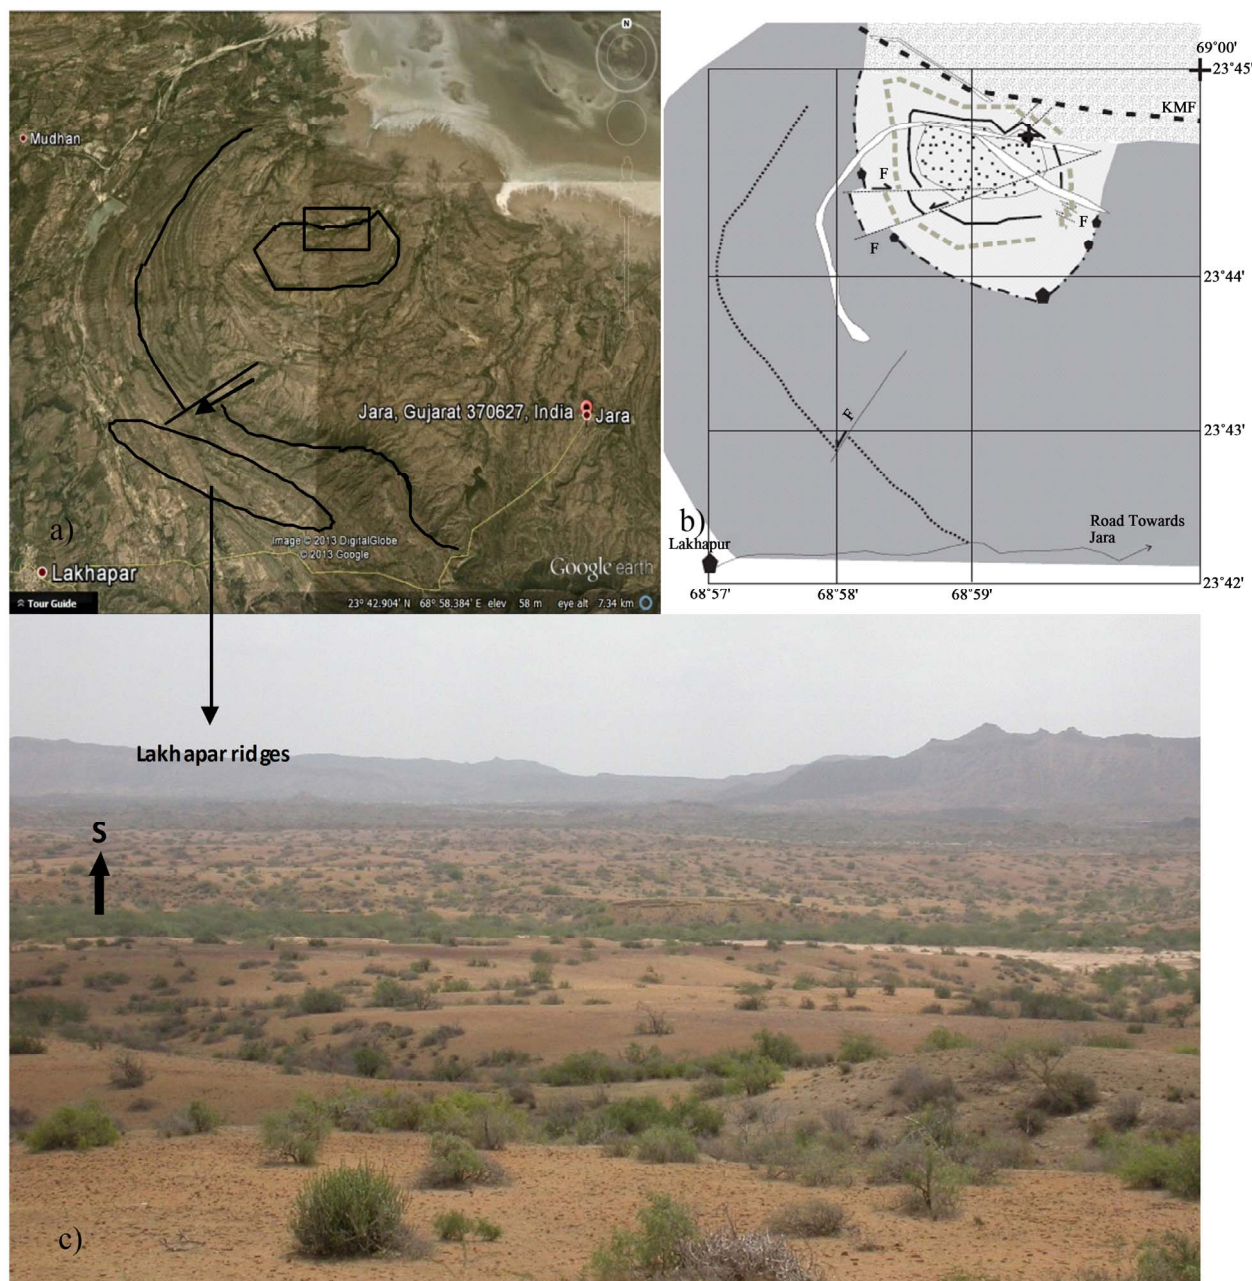 N
Mudhan
Jara, Gujarat 370627, India
Jara
a)
Image © 2013 DigitalGlobe
© 2013 Google
Lakhapar
Google earth
Tour Guide
23° 42.904' N 68° 58.384' E elev 58 m eye alt 7.34 km
69°00'
23°45'
KMF
F
F
F
23°44'
F
23°43'
b)
Road Towards
Jara
Lakhapur
23°42'
68°57'
68°58'
68°59'
Lakhapar ridges
S
c)